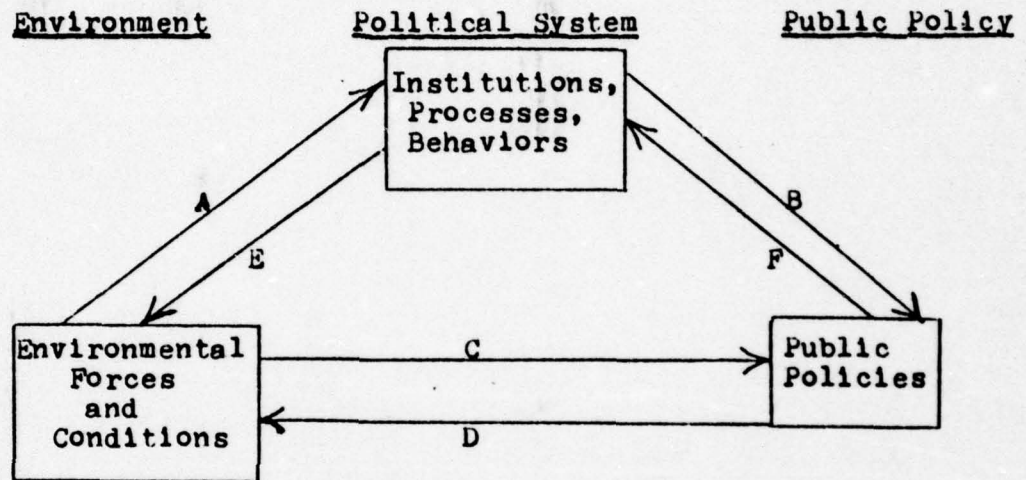 Environment Political System Public Policy
Institutions,
Processes,
Behaviors
A
B
E
F
Environmental
Forces
and
Conditions
C
Public
Policies
D